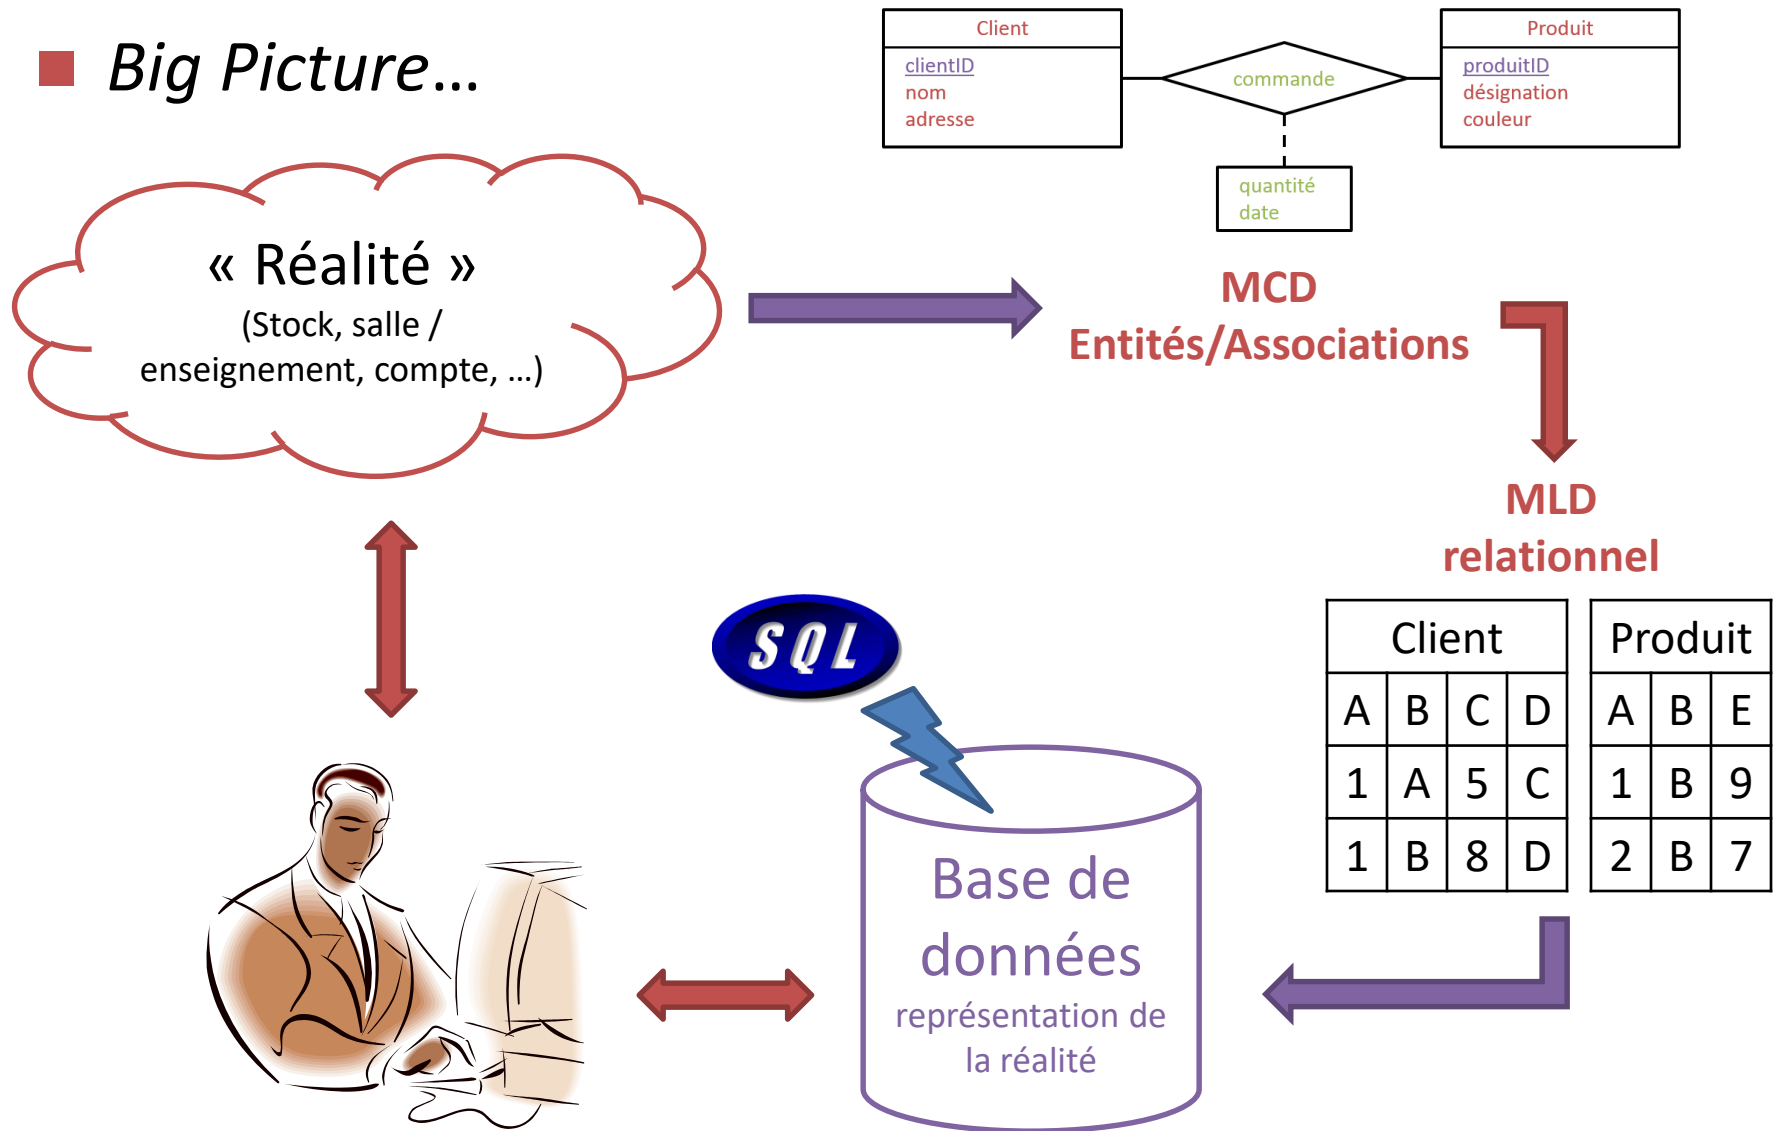 Big Picture...
Client
clientID
nom
adresse
commande
quantité
date
Produit
produitID
désignation
couleur
« Réalité »
(Stock, salle /
enseignement, compte, ...)
MCD
Entités/Associations
MLD
relationnel
Client
A B C D
1 A 5 C
1 B 8 D
Produit
A B E
1 B 9
2 B 7
SQL
Base de
données
représentation de
la réalité